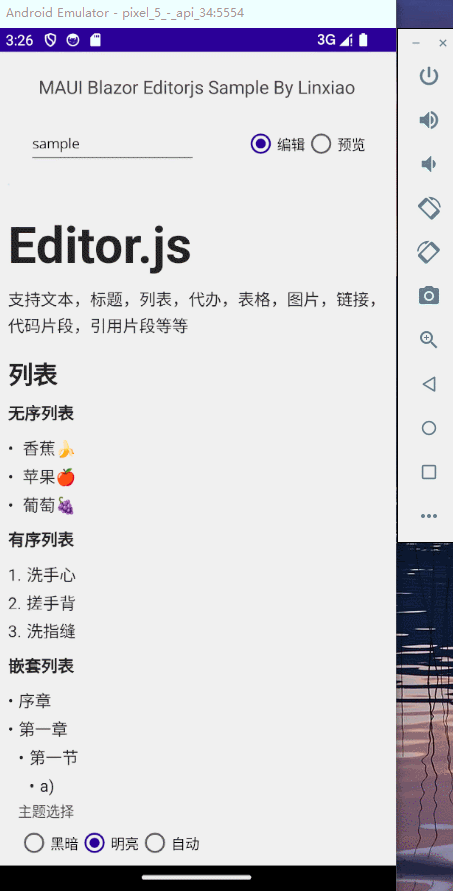 Android Emulator - pixel_5_-_api_34:5554
3:26 3G
MAUI Blazor Editorjs Sample By Linxiao
sample 编辑 预览
Editor.js
支持文本，标题，列表，代办，表格，图片，链接，
代码片段，引用片段等等
列表
无序列表
• 香蕉🍌
• 苹果🍎
• 葡萄🍇
有序列表
1. 洗手心
2. 搓手背
3. 洗指缝
嵌套列表
• 序章
• 第一章
• 第一节
• a)
主题选择
黑暗 明亮 自动